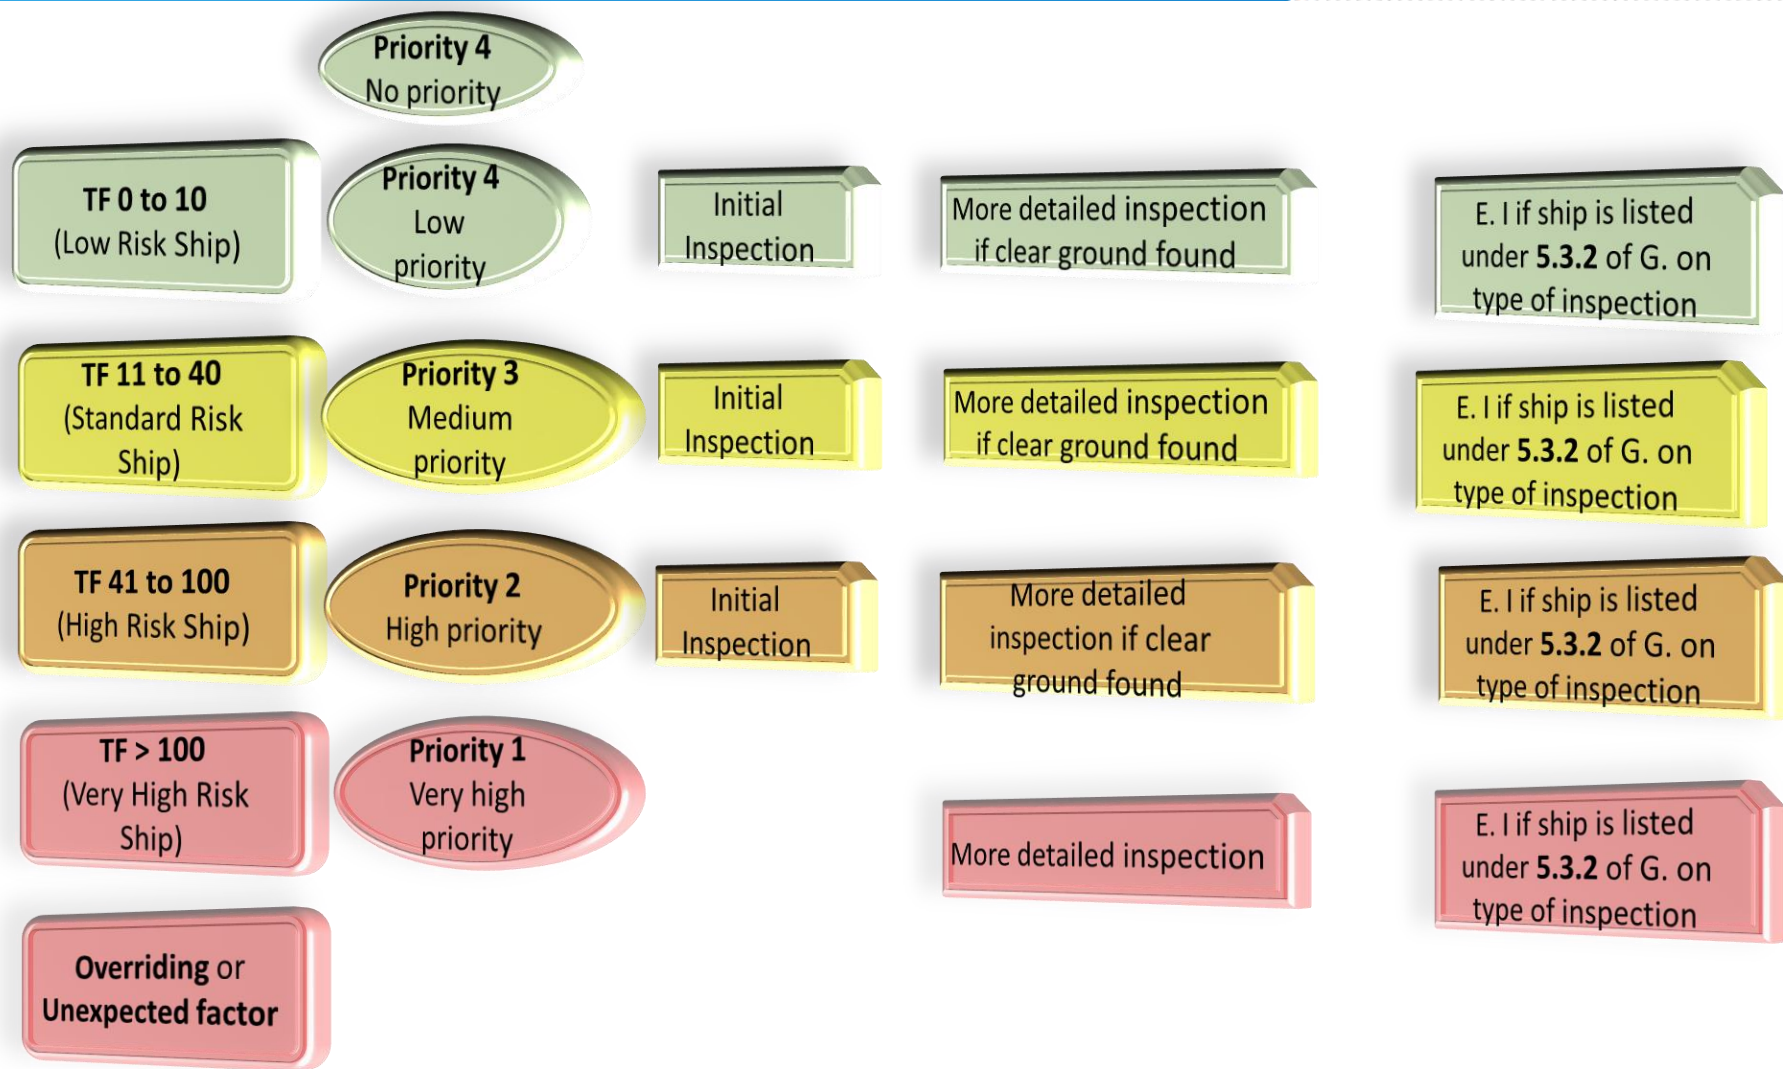 Priority 4
No priority
TF 0 to 10
(Low Risk Ship)
Priority 4
Low
priority
Initial
Inspection
More detailed inspection
if clear ground found
E. I if ship is listed
under 5.3.2 of G. on
type of inspection
TF 11 to 40
(Standard Risk
Ship)
Priority 3
Medium
priority
Initial
Inspection
More detailed inspection
if clear ground found
E. I if ship is listed
under 5.3.2 of G. on
type of inspection
TF 41 to 100
(High Risk Ship)
Priority 2
High priority
Initial
Inspection
More detailed
inspection if clear
ground found
E. I if ship is listed
under 5.3.2 of G. on
type of inspection
TF > 100
(Very High Risk
Ship)
Priority 1
Very high
priority
More detailed inspection
E. I if ship is listed
under 5.3.2 of G. on
type of inspection
Overriding or
Unexpected factor